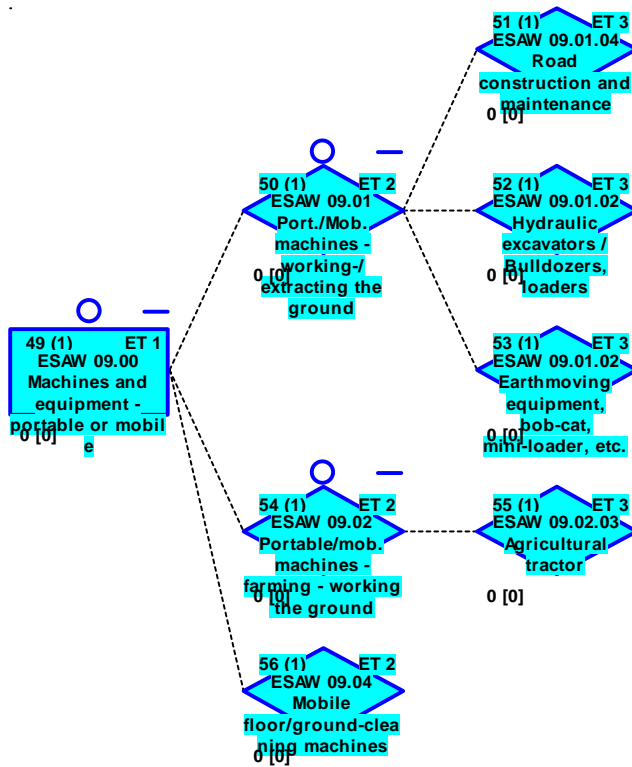 51 (1) ET 3
ESAW 09.01.04
Road
construction and
maintenance
0 [0]
50 (1) ET 2
ESAW 09.01
Port./Mob.
machines -
working-/
extracting the
ground
0 [0]
52 (1) ET 3
ESAW 09.01.02
Hydraulic
excavators /
Bulldozers,
loaders
0 [0]
49 (1) ET 1
ESAW 09.00
Machines and
equipment -
portable or mobil
e
0 [0]
53 (1) ET 3
ESAW 09.01.02
Earthmoving
equipment,
bob-cat,
mini-loader, etc.
54 (1) ET 2
ESAW 09.02
Portable/mob.
machines -
farming - working
the ground
0 [0]
55 (1) ET 3
ESAW 09.02.03
Agricultural
tractor
0 [0]
56 (1) ET 2
ESAW 09.04
Mobile
floor/ground-clea
ning machines
0 [0]